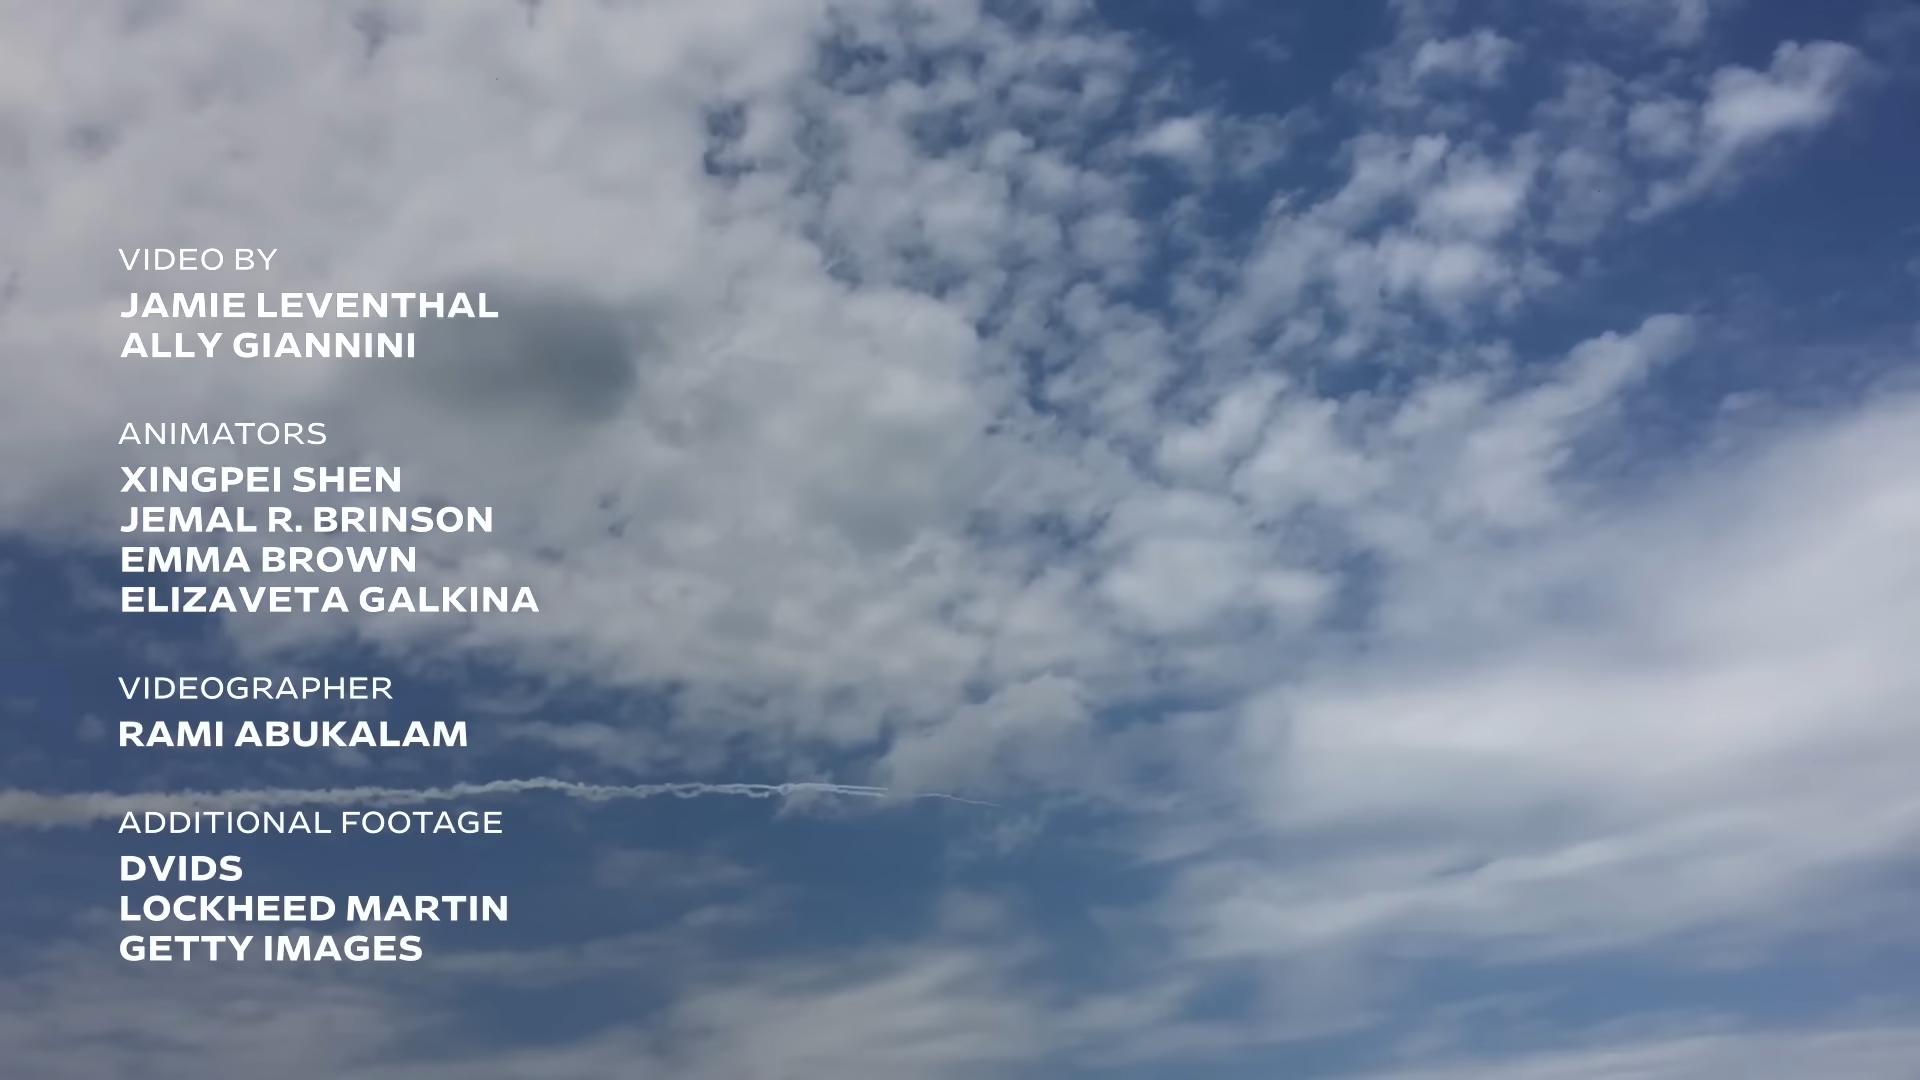 VIDEO BY
JAMIE LEVENTHAL
ALLY GIANNINI
ANIMATORS
XINGPEI SHEN
JEMAL R. BRINSON
EMMA BROWN
ELIZAVETA GALKINA
VIDEOGRAPHER
RAMI ABUKALAM
ADDITIONAL FOOTAGE
DVIDS
LOCKHEED MARTIN
GETTY IMAGES